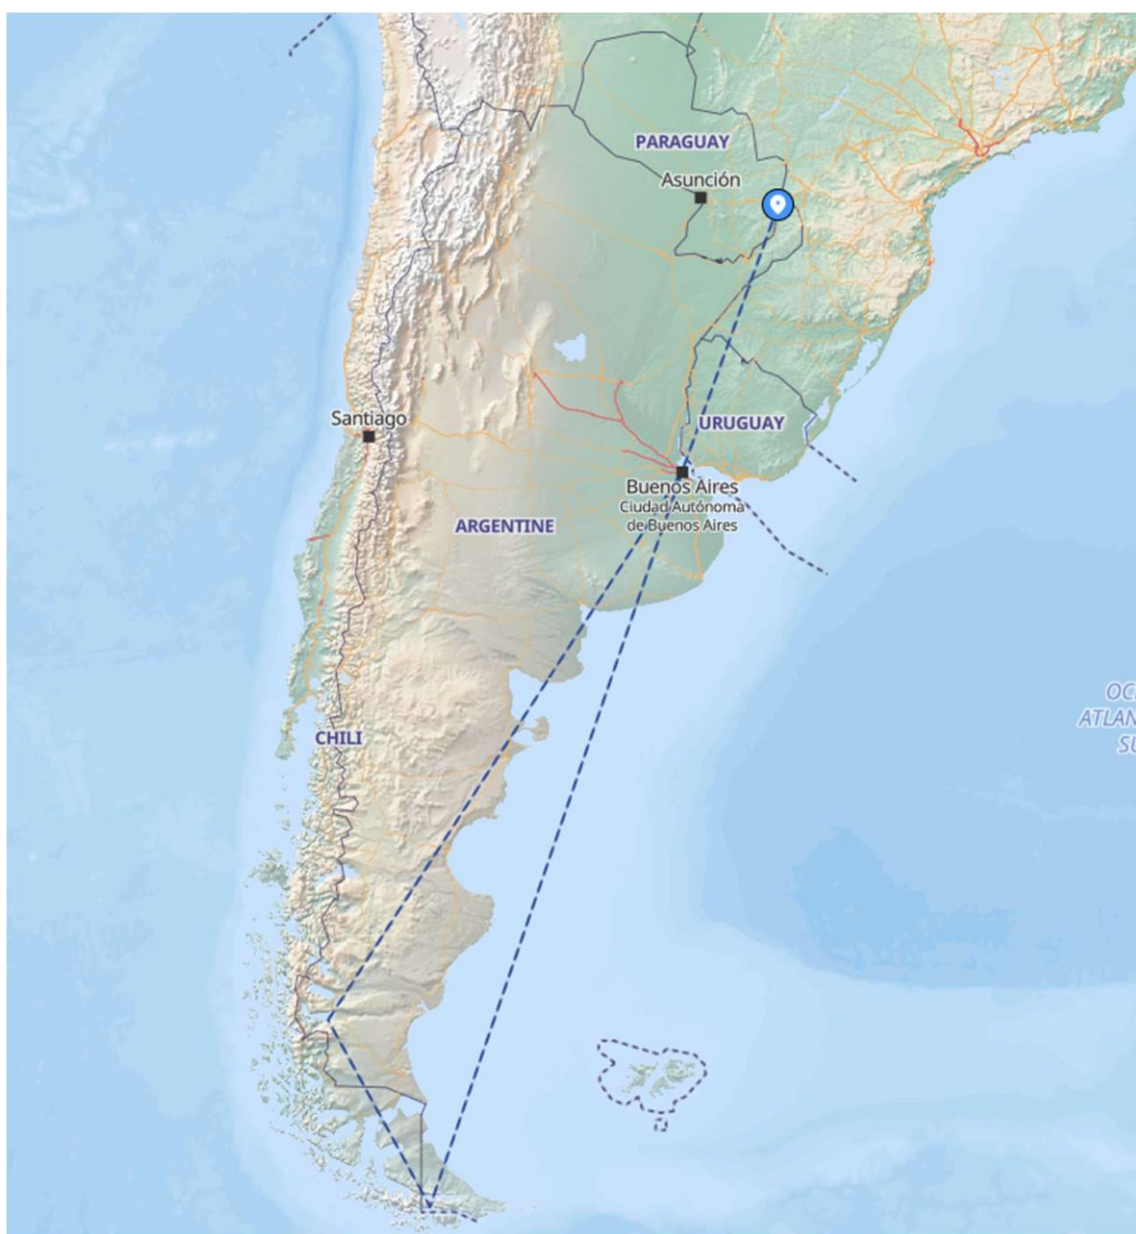 PARAGUAY
Asunción
Santiago
URUGUAY
Buenos Aires
Ciudad Autónoma
de Buenos Aires
ARGENTINE
CHILI